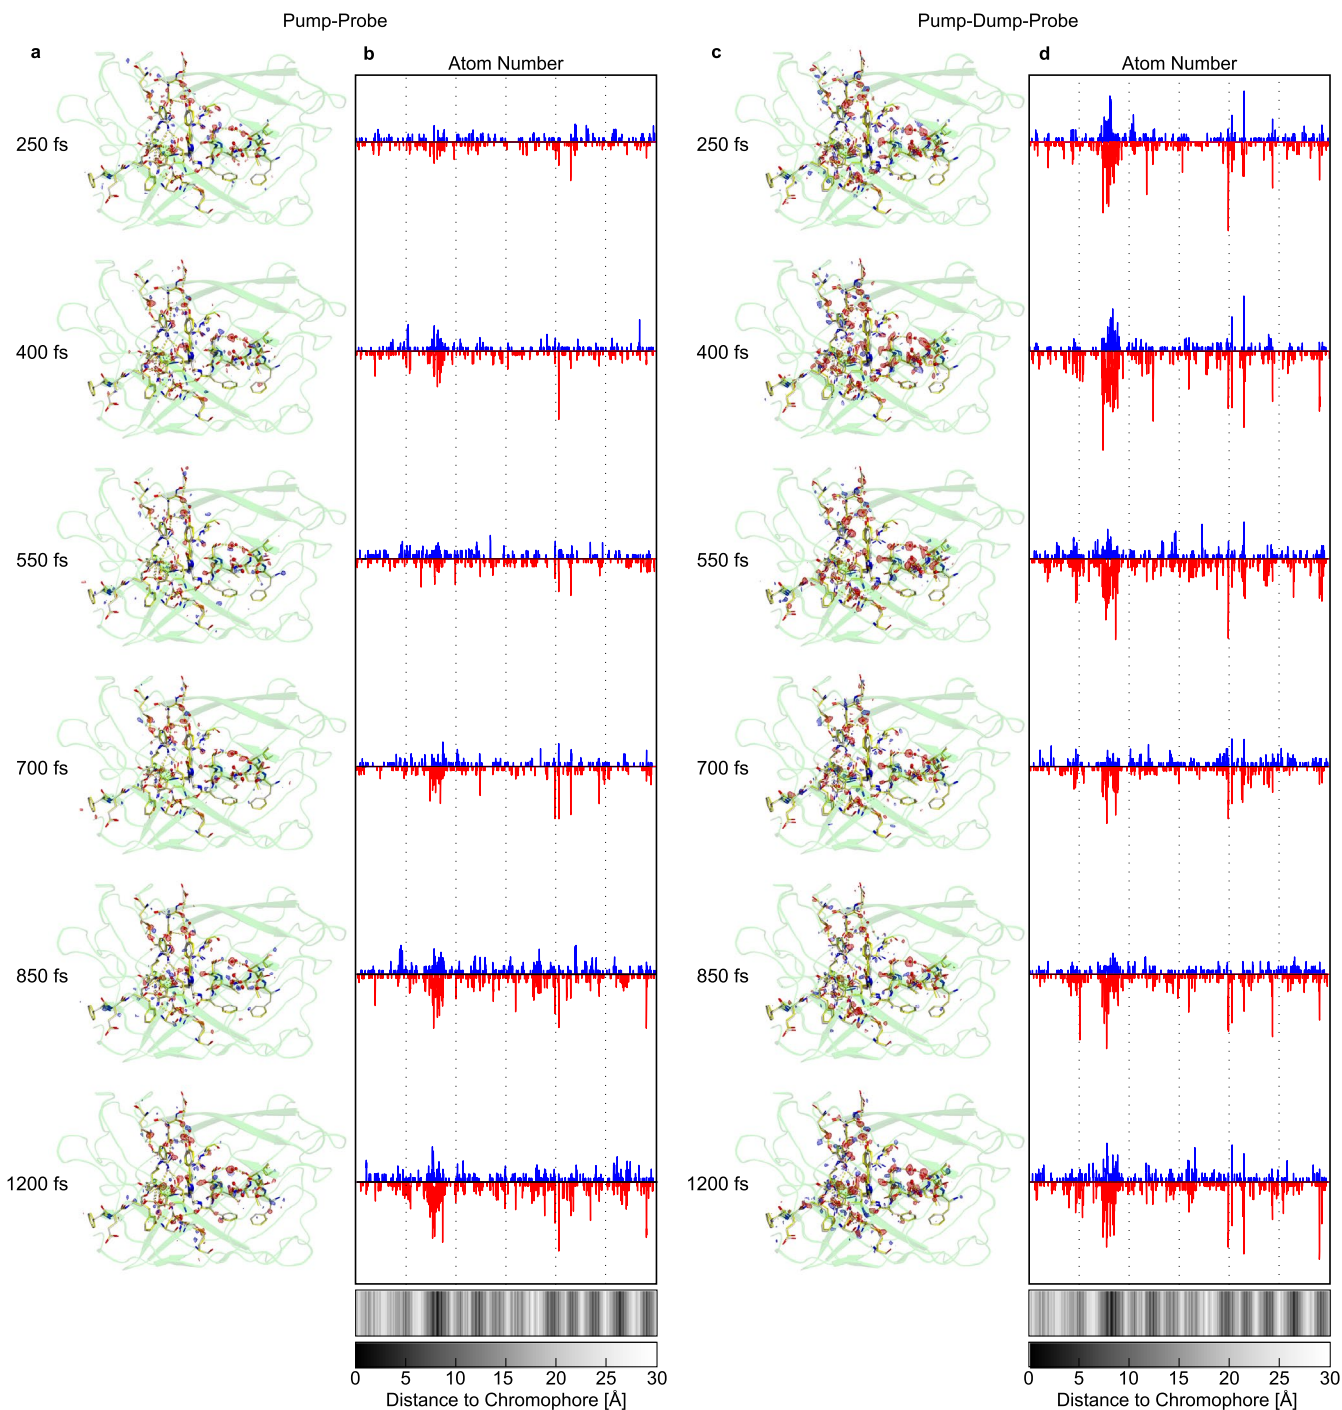 Pump-Probe
Pump-Dump-Probe
a
b
c
d
Atom Number
Atom Number
250 fs
250 fs
400 fs
400 fs
550 fs
550 fs
700 fs
700 fs
850 fs
850 fs
1200 fs
1200 fs
0 5 10 15 20 25 30
0 5 10 15 20 25 30
Distance to Chromophore [Å]
Distance to Chromophore [Å]